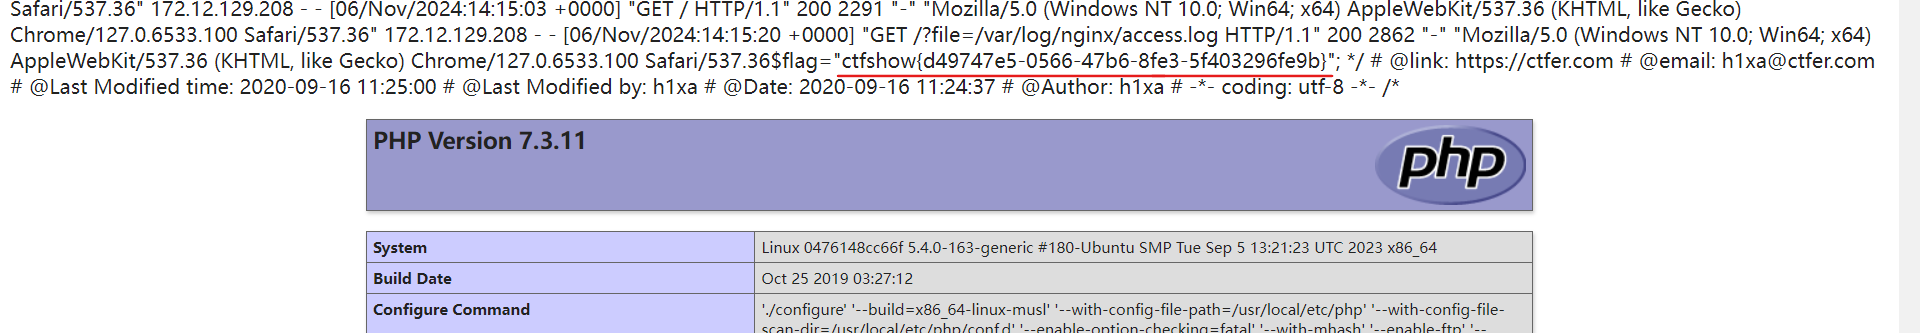 Safari/537.36" 172.12.129.208 - - [06/Nov/2024:14:15:03 +0000] "GET / HTTP/1.1" 200 2291 "-" "Mozilla/5.0 (Windows NT 10.0; Win64; x64) AppleWebKit/537.36 (KHTML, like Gecko)
Chrome/127.0.6533.100 Safari/537.36" 172.12.129.208 - - [06/Nov/2024:14:15:20 +0000] "GET /?file=/var/log/nginx/access.log HTTP/1.1" 200 2862 "-" "Mozilla/5.0 (Windows NT 10.0; Win64; x64)
AppleWebKit/537.36 (KHTML, like Gecko) Chrome/127.0.6533.100 Safari/537.36$flag="ctfshow{d49747e5-0566-47b6-8fe3-5f403296fe9b}"; */ # @link: https://ctfer.com # @email: h1xa@ctfer.com
# @Last Modified time: 2020-09-16 11:25:00 # @Last Modified by: h1xa # @Date: 2020-09-16 11:24:37 # @Author: h1xa # -*- coding: utf-8 -*- /*
PHP Version 7.3.11
php
System Linux 0476148cc66f 5.4.0-163-generic #180-Ubuntu SMP Tue Sep 5 13:21:23 UTC 2023 x86_64
Build Date Oct 25 2019 03:27:12
Configure Command './configure' '--build=x86_64-linux-musl' '--with-config-file-path=/usr/local/etc/php' '--with-config-file-
scan-dir=/usr/local/etc/php/conf.d' '--enable-option-checking=fatal' '--with-mhash' '--enable-ftp' '--